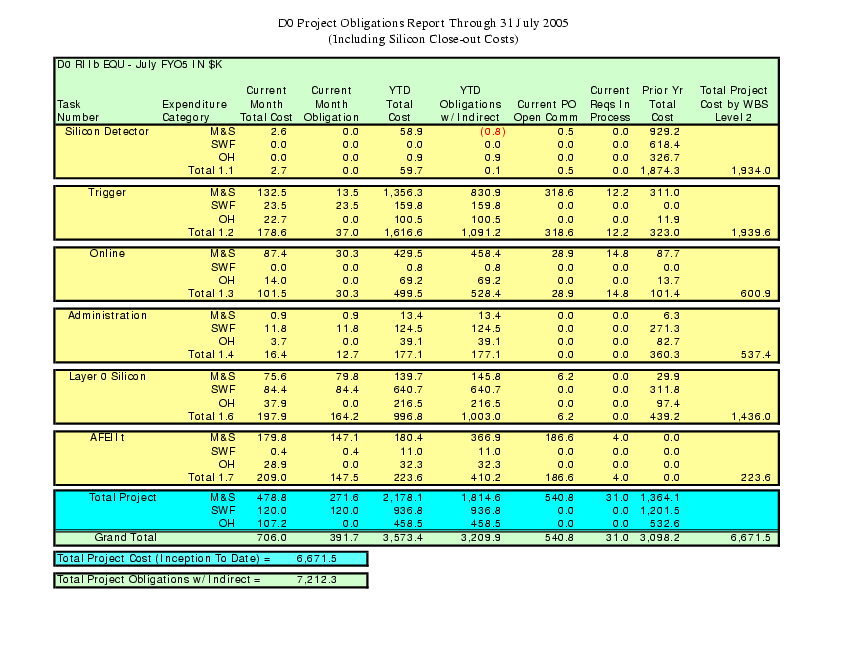 D0 Project Obligations Report Through 31 July 2005
(Including Silicon Close-out Costs)
D0 RIIb EQU - July FY05 IN $K
Current Current YTD YTD Current Prior Yr Total Project
Task Expenditure Month Month Total Obligations Current PO Reqs In Total Cost by WBS
Number Category Total Cost Obligation Cost w/Indirect Open Comm Process Cost Level 2
Silicon Detector M&S 2.6 0.0 58.9 (0.8) 0.5 0.0 929.2
SWF 0.0 0.0 0.0 0.0 0.0 0.0 618.4
OH 0.0 0.0 0.9 0.9 0.0 0.0 326.7
Total 1.1 2.7 0.0 59.7 0.1 0.5 0.0 1,874.3 1,934.0
Trigger M&S 132.5 13.5 1,356.3 830.9 318.6 12.2 311.0
SWF 23.5 23.5 159.8 159.8 0.0 0.0 0.0
OH 22.7 0.0 100.5 100.5 0.0 0.0 11.9
Total 1.2 178.6 37.0 1,616.6 1,091.2 318.6 12.2 323.0 1,939.6
Online M&S 87.4 30.3 429.5 458.4 28.9 14.8 87.7
SWF 0.0 0.0 0.8 0.8 0.0 0.0 0.0
OH 14.0 0.0 69.2 69.2 0.0 0.0 13.7
Total 1.3 101.5 30.3 499.5 528.4 28.9 14.8 101.4 600.9
Administration M&S 0.9 0.9 13.4 13.4 0.0 0.0 6.3
SWF 11.8 11.8 124.5 124.5 0.0 0.0 271.3
OH 3.7 0.0 39.1 39.1 0.0 0.0 82.7
Total 1.4 16.4 12.7 177.1 177.1 0.0 0.0 360.3 537.4
Layer 0 Silicon M&S 75.6 79.8 139.7 145.8 6.2 0.0 29.9
SWF 84.4 84.4 640.7 640.7 0.0 0.0 311.8
OH 37.9 0.0 216.5 216.5 0.0 0.0 97.4
Total 1.6 197.9 164.2 996.8 1,003.0 6.2 0.0 439.2 1,436.0
AFEII t M&S 179.8 147.1 180.4 366.9 186.6 4.0 0.0
SWF 0.4 0.4 11.0 11.0 0.0 0.0 0.0
OH 28.9 0.0 32.3 32.3 0.0 0.0 0.0
Total 1.7 209.0 147.5 223.6 410.2 186.6 4.0 0.0 223.6
Total Project M&S 478.8 271.6 2,178.1 1,814.6 540.8 31.0 1,364.1
SWF 120.0 120.0 936.8 936.8 0.0 0.0 1,201.5
OH 107.2 0.0 458.5 458.5 0.0 0.0 532.6
Grand Total 706.0 391.7 3,573.4 3,209.9 540.8 31.0 3,098.2 6,671.5
Total Project Cost (Inception To Date) = 6,671.5
Total Project Obligations w/Indirect = 7,212.3